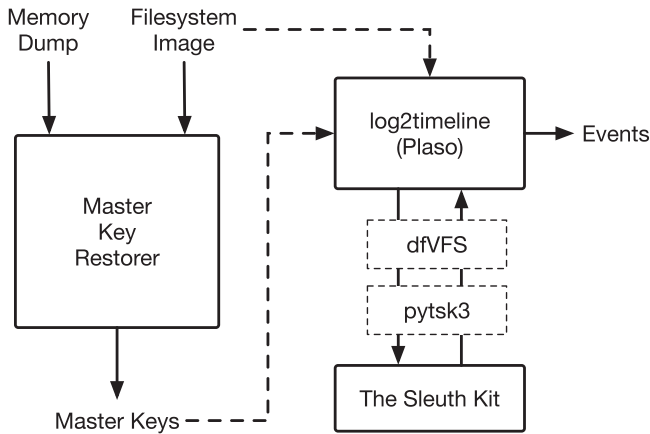 Memory
Dump
Filesystem
Image
log2timeline
(Plaso)
Events
Master
Key
Restorer
dfVFS
pytsk3
The Sleuth Kit
Master Keys